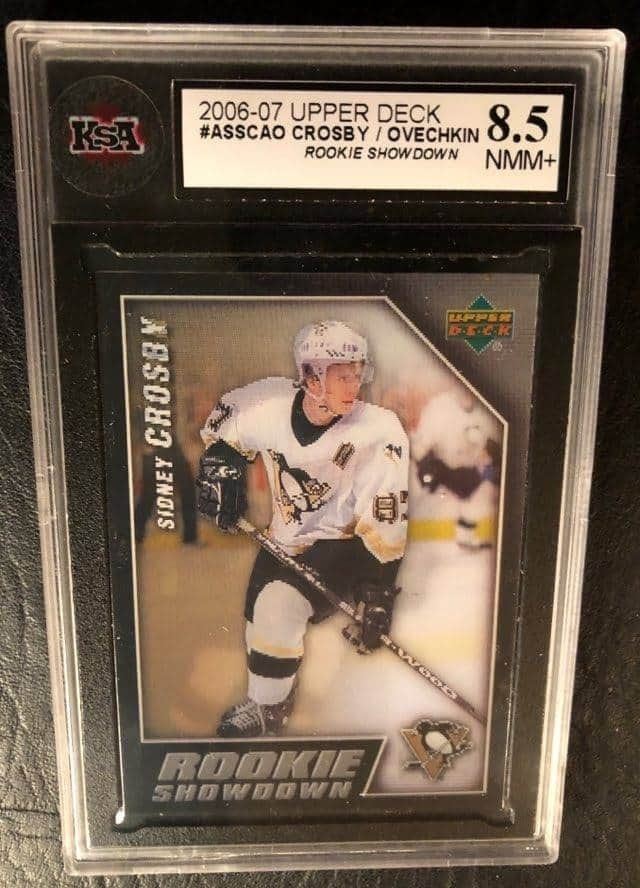 KSA
2006-07 UPPER DECK
#ASSCAO CROSBY / OVECHKIN
ROOKIE SHOWDOWN
8.5
NMM+
UPPER
DECK
SIDNEY CROSBY
ROOKIE
SHOWDOWN